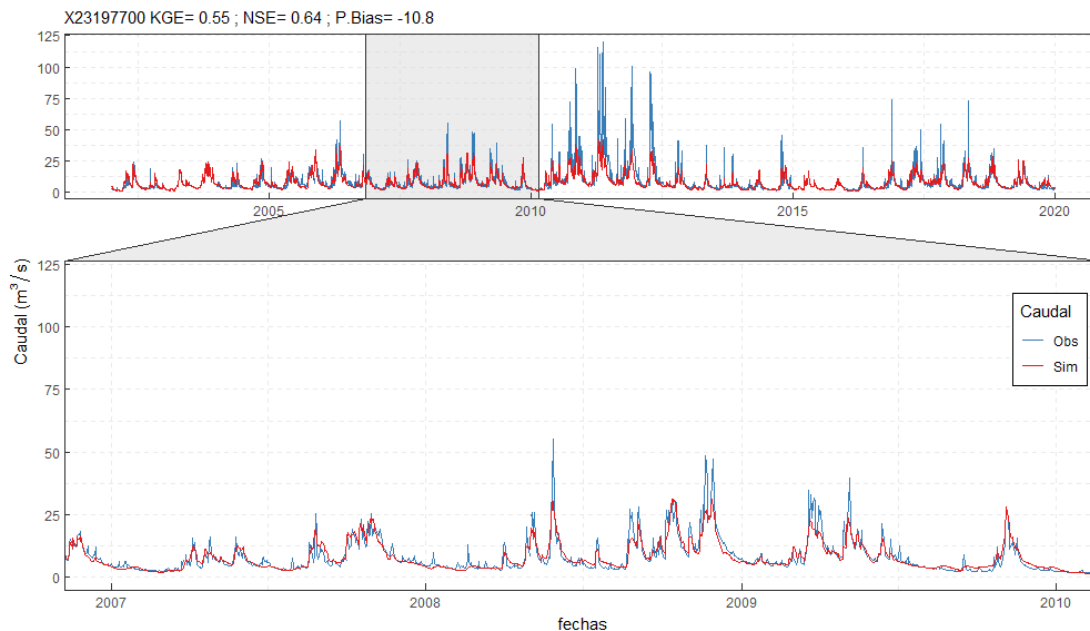 X23197700 KGE= 0.55 ; NSE= 0.64 ; P.Bias= -10.8
125
100
75
50
25
0
2005 2010 2015 2020
125
100
75
50
25
0
Caudal (m³/ s)
Caudal
Obs
Sim
2007 2008 2009 2010
fechas